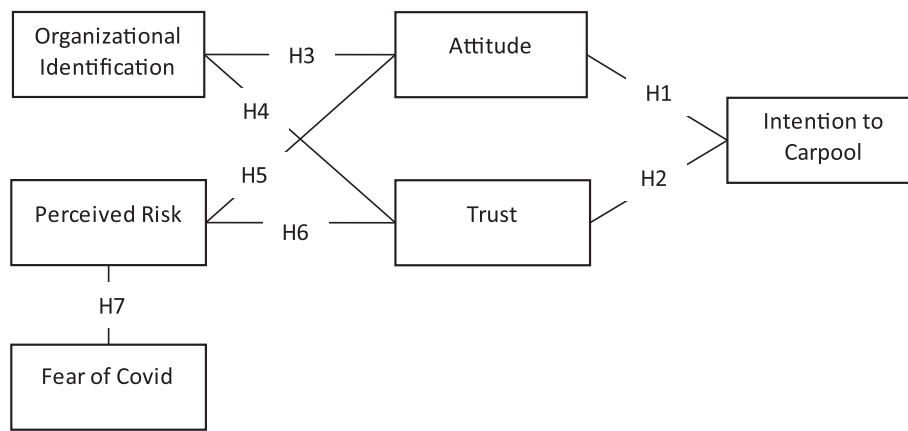 Organizational
Identification
H3
Attitude
H4
H1
Intention to
Carpool
H5
H2
Perceived Risk
H6
Trust
H7
Fear of Covid